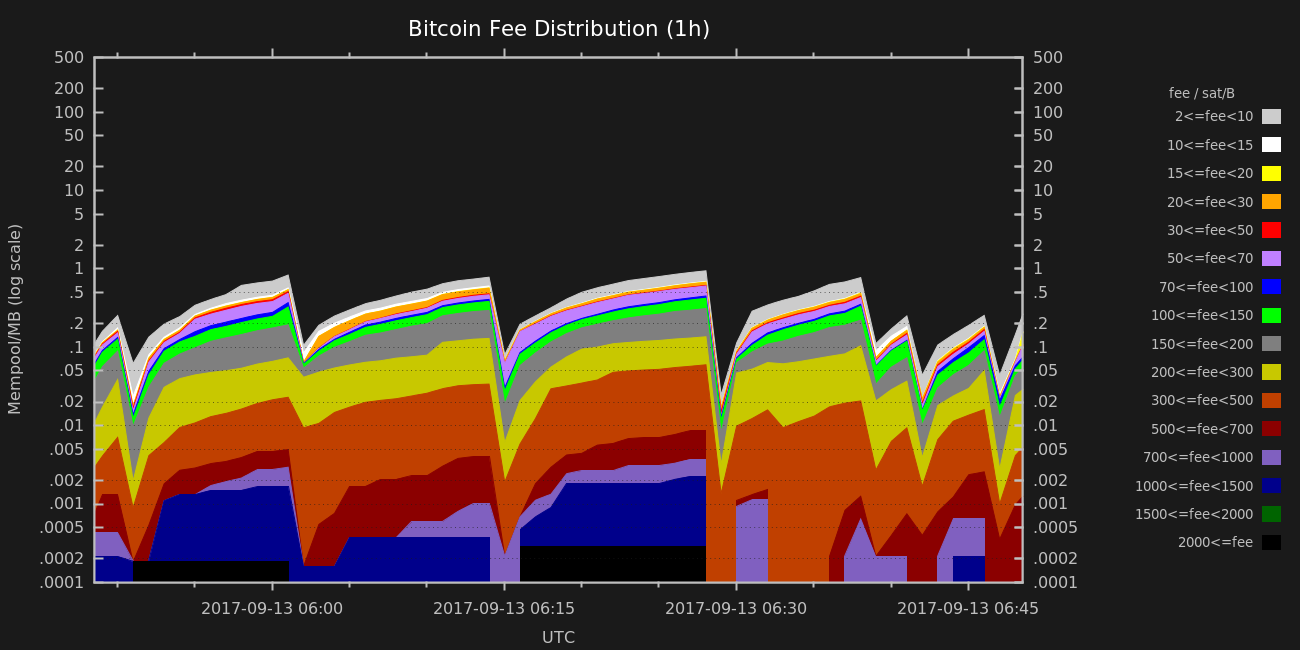 Bitcoin Fee Distribution (1h)
Mempool/MB (log scale)
500
200
100
50
20
10
5
2
1
.5
.2
.1
.05
.02
.01
.005
.002
.001
.0005
.0002
.0001
500
200
100
50
20
10
5
2
1
.5
.2
.1
.05
.02
.01
.005
.002
.001
.0005
.0002
.0001
fee / sat/B
2<=fee<10
10<=fee<15
15<=fee<20
20<=fee<30
30<=fee<50
50<=fee<70
70<=fee<100
100<=fee<150
150<=fee<200
200<=fee<300
300<=fee<500
500<=fee<700
700<=fee<1000
1000<=fee<1500
1500<=fee<2000
2000<=fee
2017-09-13 06:00
2017-09-13 06:15
2017-09-13 06:30
2017-09-13 06:45
UTC